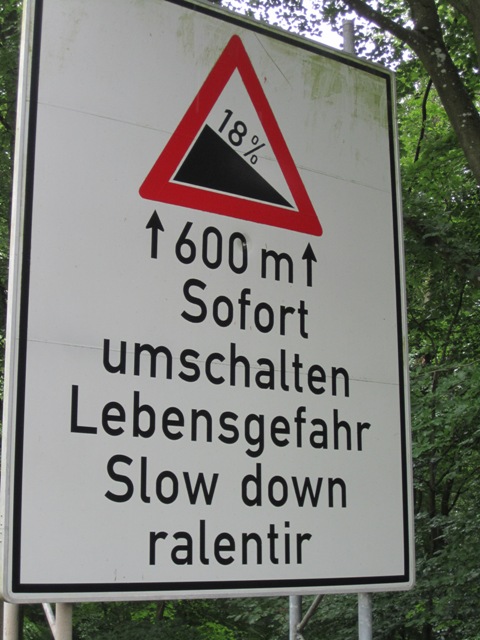 18%
↑600 m↑
Sofort
umschalten
Lebensgefahr
Slow down
ralentir